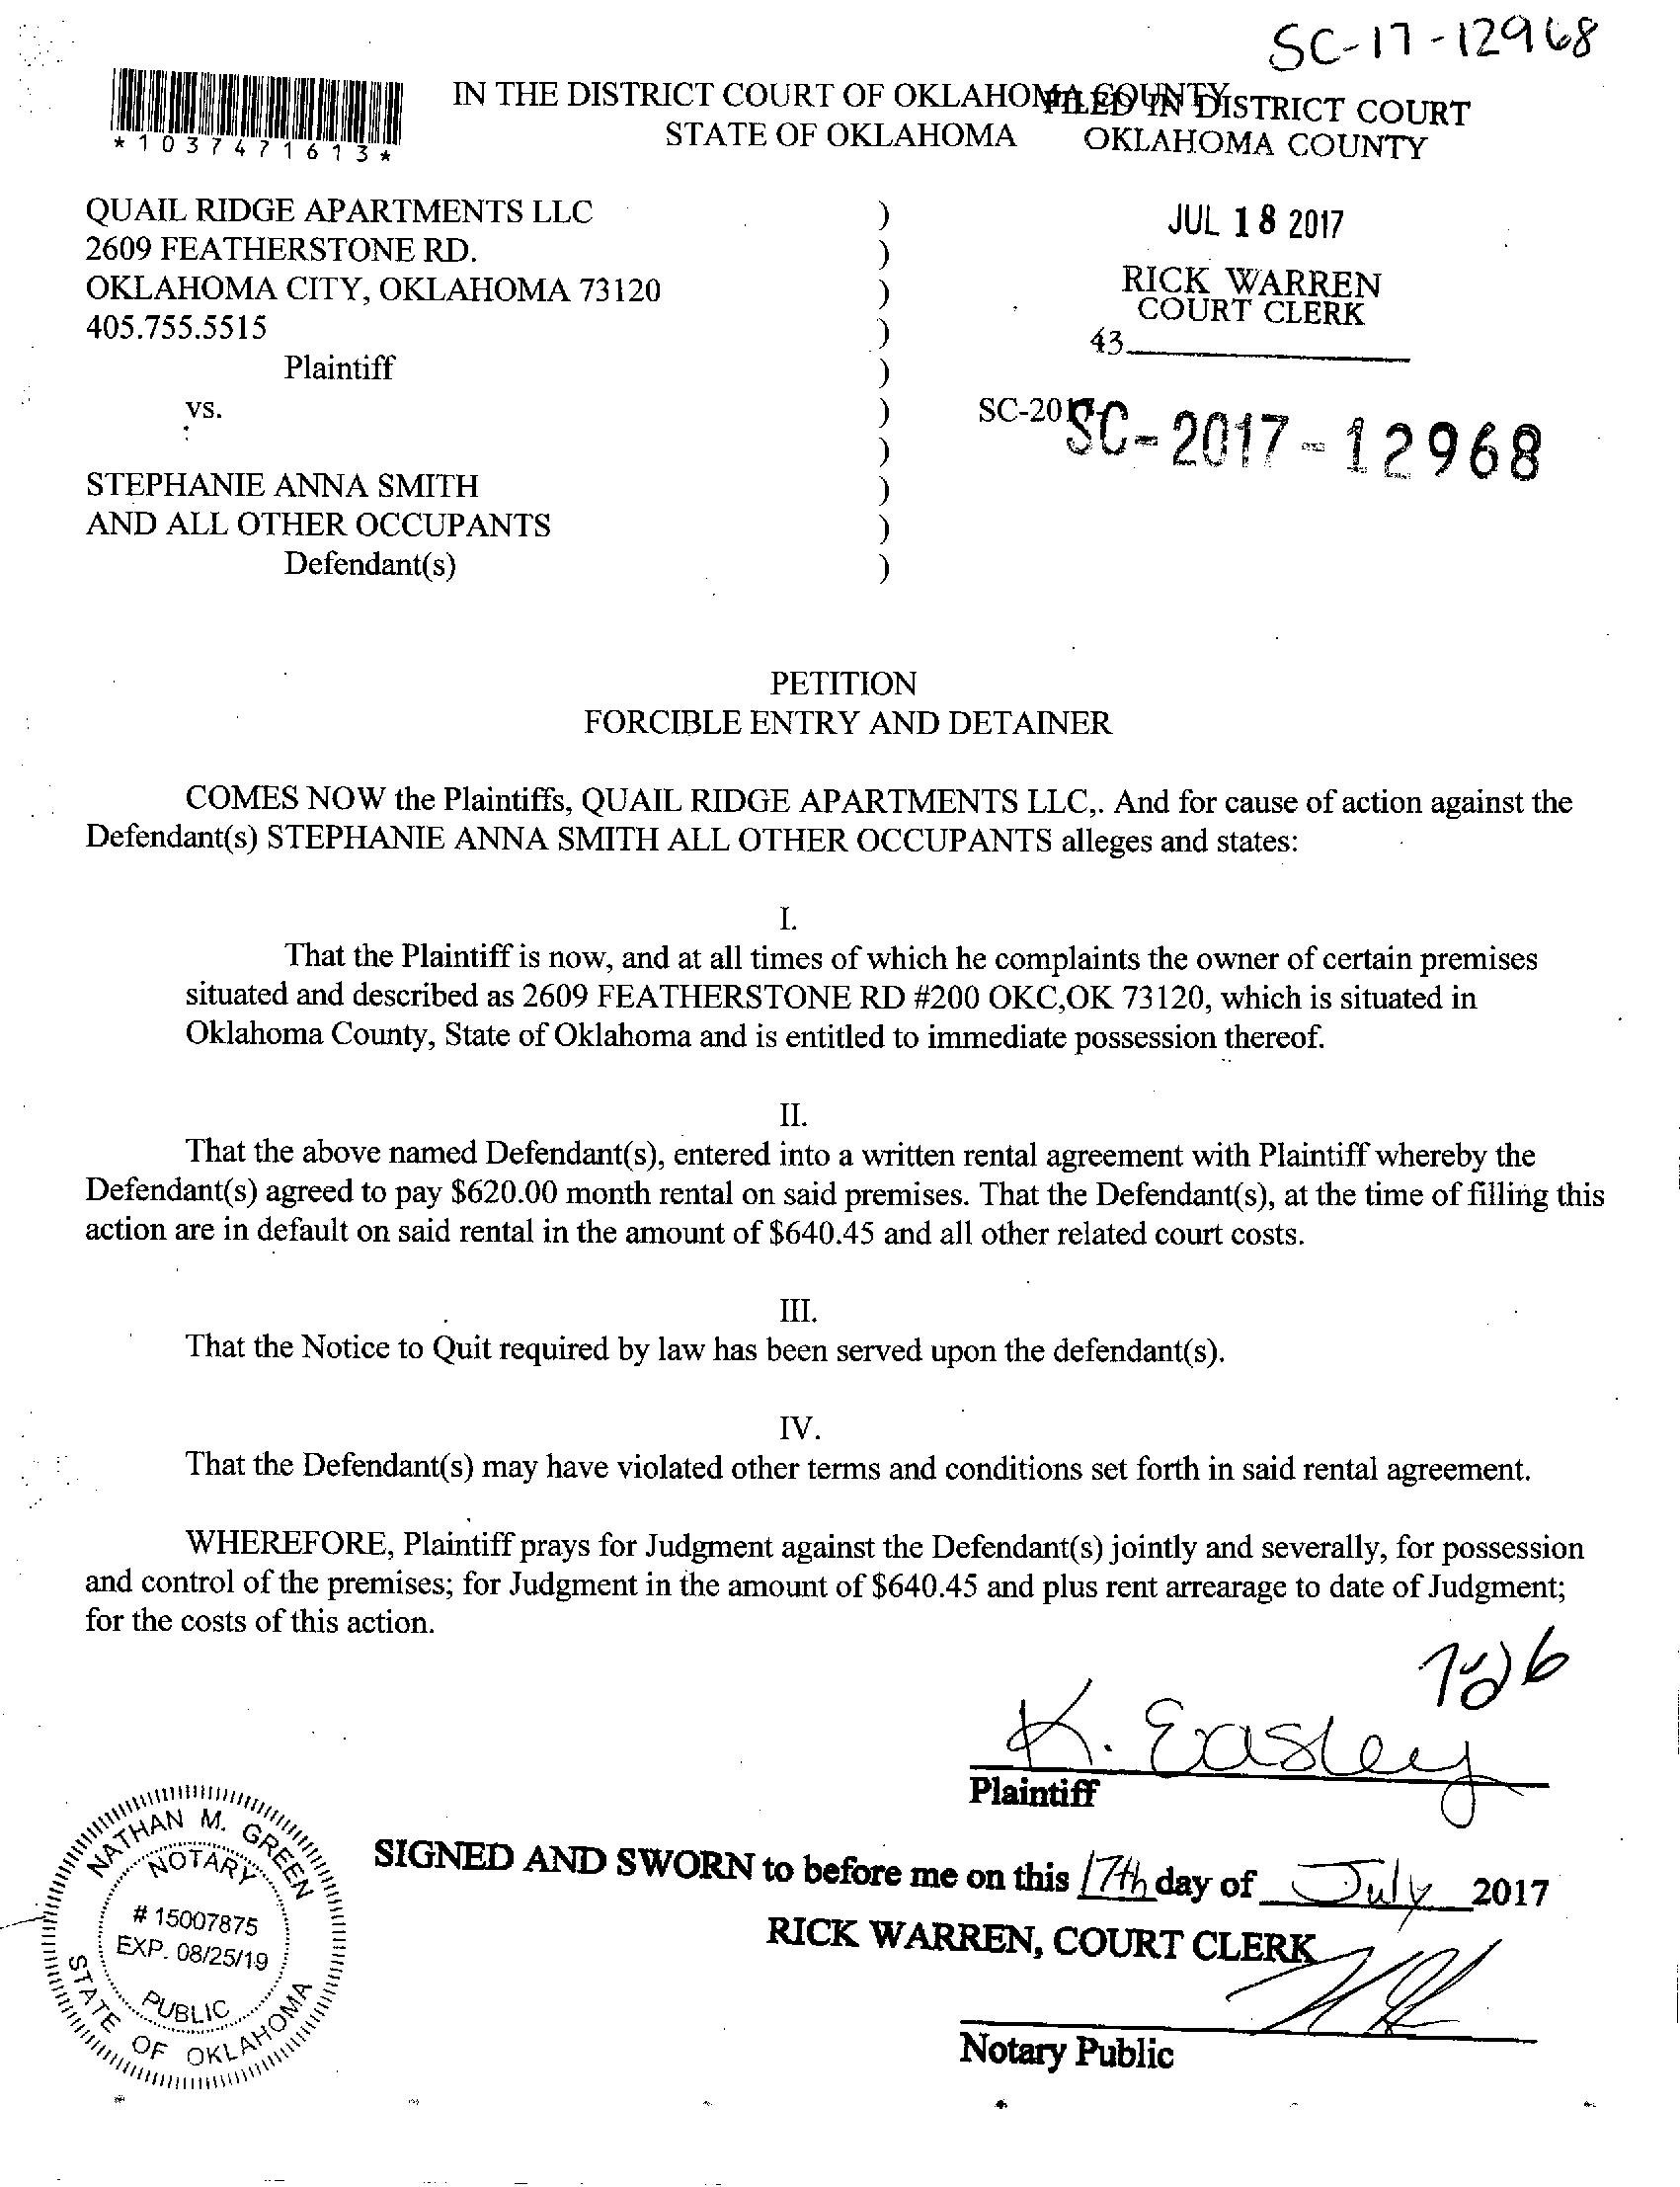 SC-17-12968
*1037471613*
IN THE DISTRICT COURT OF OKLAHOMA COUNTY
STATE OF OKLAHOMA
FILED IN DISTRICT COURT
OKLAHOMA COUNTY
JUL 18 2017
RICK WARREN
COURT CLERK
43
QUAIL RIDGE APARTMENTS LLC )
2609 FEATHERSTONE RD. )
OKLAHOMA CITY, OKLAHOMA 73120 )
405.755.5515 )
Plaintiff )
vs. ) SC-2017-
SC-2017-12968
)
STEPHANIE ANNA SMITH )
AND ALL OTHER OCCUPANTS )
Defendant(s) )
PETITION
FORCIBLE ENTRY AND DETAINER
COMES NOW the Plaintiffs, QUAIL RIDGE APARTMENTS LLC,. And for cause of action against the
Defendant(s) STEPHANIE ANNA SMITH ALL OTHER OCCUPANTS alleges and states:
I.
That the Plaintiff is now, and at all times of which he complaints the owner of certain premises
situated and described as 2609 FEATHERSTONE RD #200 OKC,OK 73120, which is situated in
Oklahoma County, State of Oklahoma and is entitled to immediate possession thereof.
II.
That the above named Defendant(s), entered into a written rental agreement with Plaintiff whereby the
Defendant(s) agreed to pay $620.00 month rental on said premises. That the Defendant(s), at the time of filling this
action are in default on said rental in the amount of $640.45 and all other related court costs.
III.
That the Notice to Quit required by law has been served upon the defendant(s).
IV.
That the Defendant(s) may have violated other terms and conditions set forth in said rental agreement.
WHEREFORE, Plaintiff prays for Judgment against the Defendant(s) jointly and severally, for possession
and control of the premises; for Judgment in the amount of $640.45 and plus rent arrearage to date of Judgment;
for the costs of this action.
K. Easley
Plaintiff
SIGNED AND SWORN to before me on this 17th day of July 2017
RICK WARREN, COURT CLERK
Notary Public
NATHAN M. GREEN
NOTARY
# 15007875
EXP. 08/25/19
PUBLIC
STATE OF OKLAHOMA